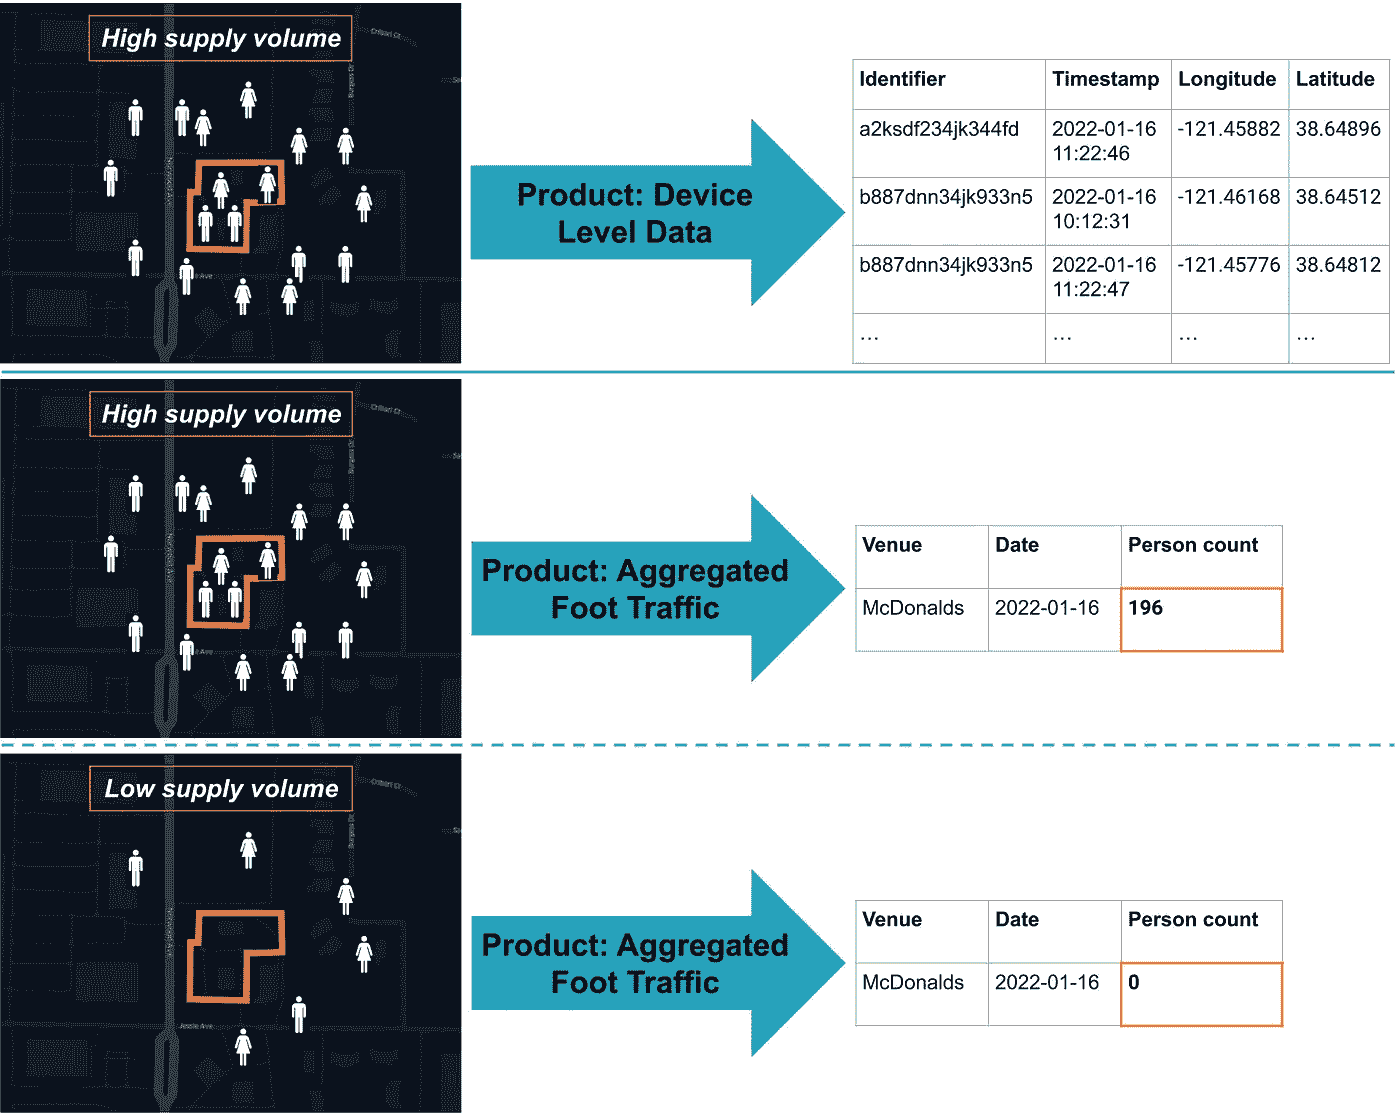 High supply volume
Product: Device
Level Data
Identifier Timestamp Longitude Latitude
a2ksdf234jk344fd 2022-01-16 -121.45882 38.64896
11:22:46
b887dnn34jk933n5 2022-01-16 -121.46168 38.64512
10:12:31
b887dnn34jk933n5 2022-01-16 -121.45776 38.64812
11:22:47
... ... ... ...
High supply volume
Product: Aggregated
Foot Traffic
Venue Date Person count
McDonalds 2022-01-16 196
Low supply volume
Jessie Ave
Product: Aggregated
Foot Traffic
Venue Date Person count
McDonalds 2022-01-16 0